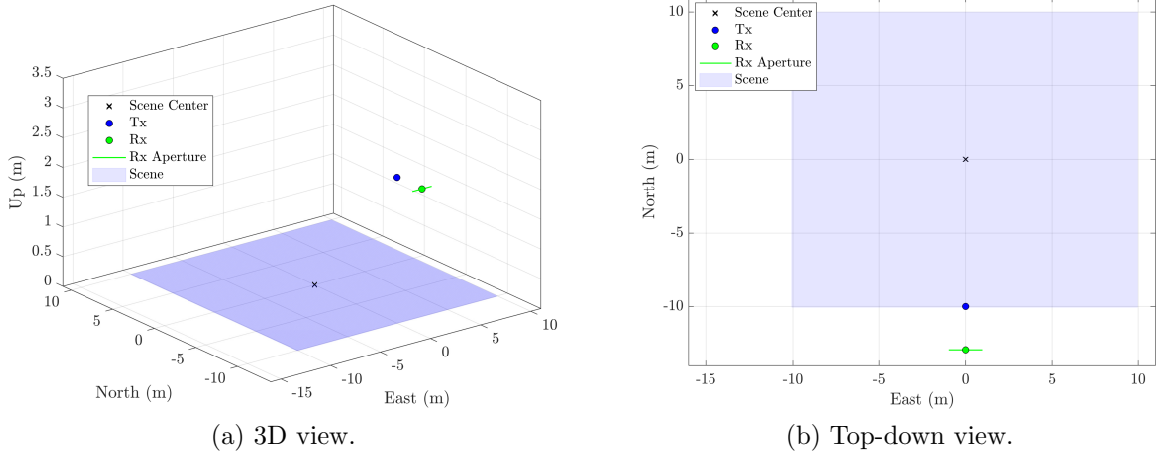 3.5
3
2.5
2
1.5
1
0.5
0
Up (m)
Scene Center
Tx
Rx
Rx Aperture
Scene
10
5
0
-5
-10
North (m)
-15
-10
-5
0
5
10
East (m)
(a) 3D view.
Scene Center
Tx
Rx
Rx Aperture
Scene
10
5
0
-5
-10
North (m)
-15
-10
-5
0
5
10
East (m)
(b) Top-down view.